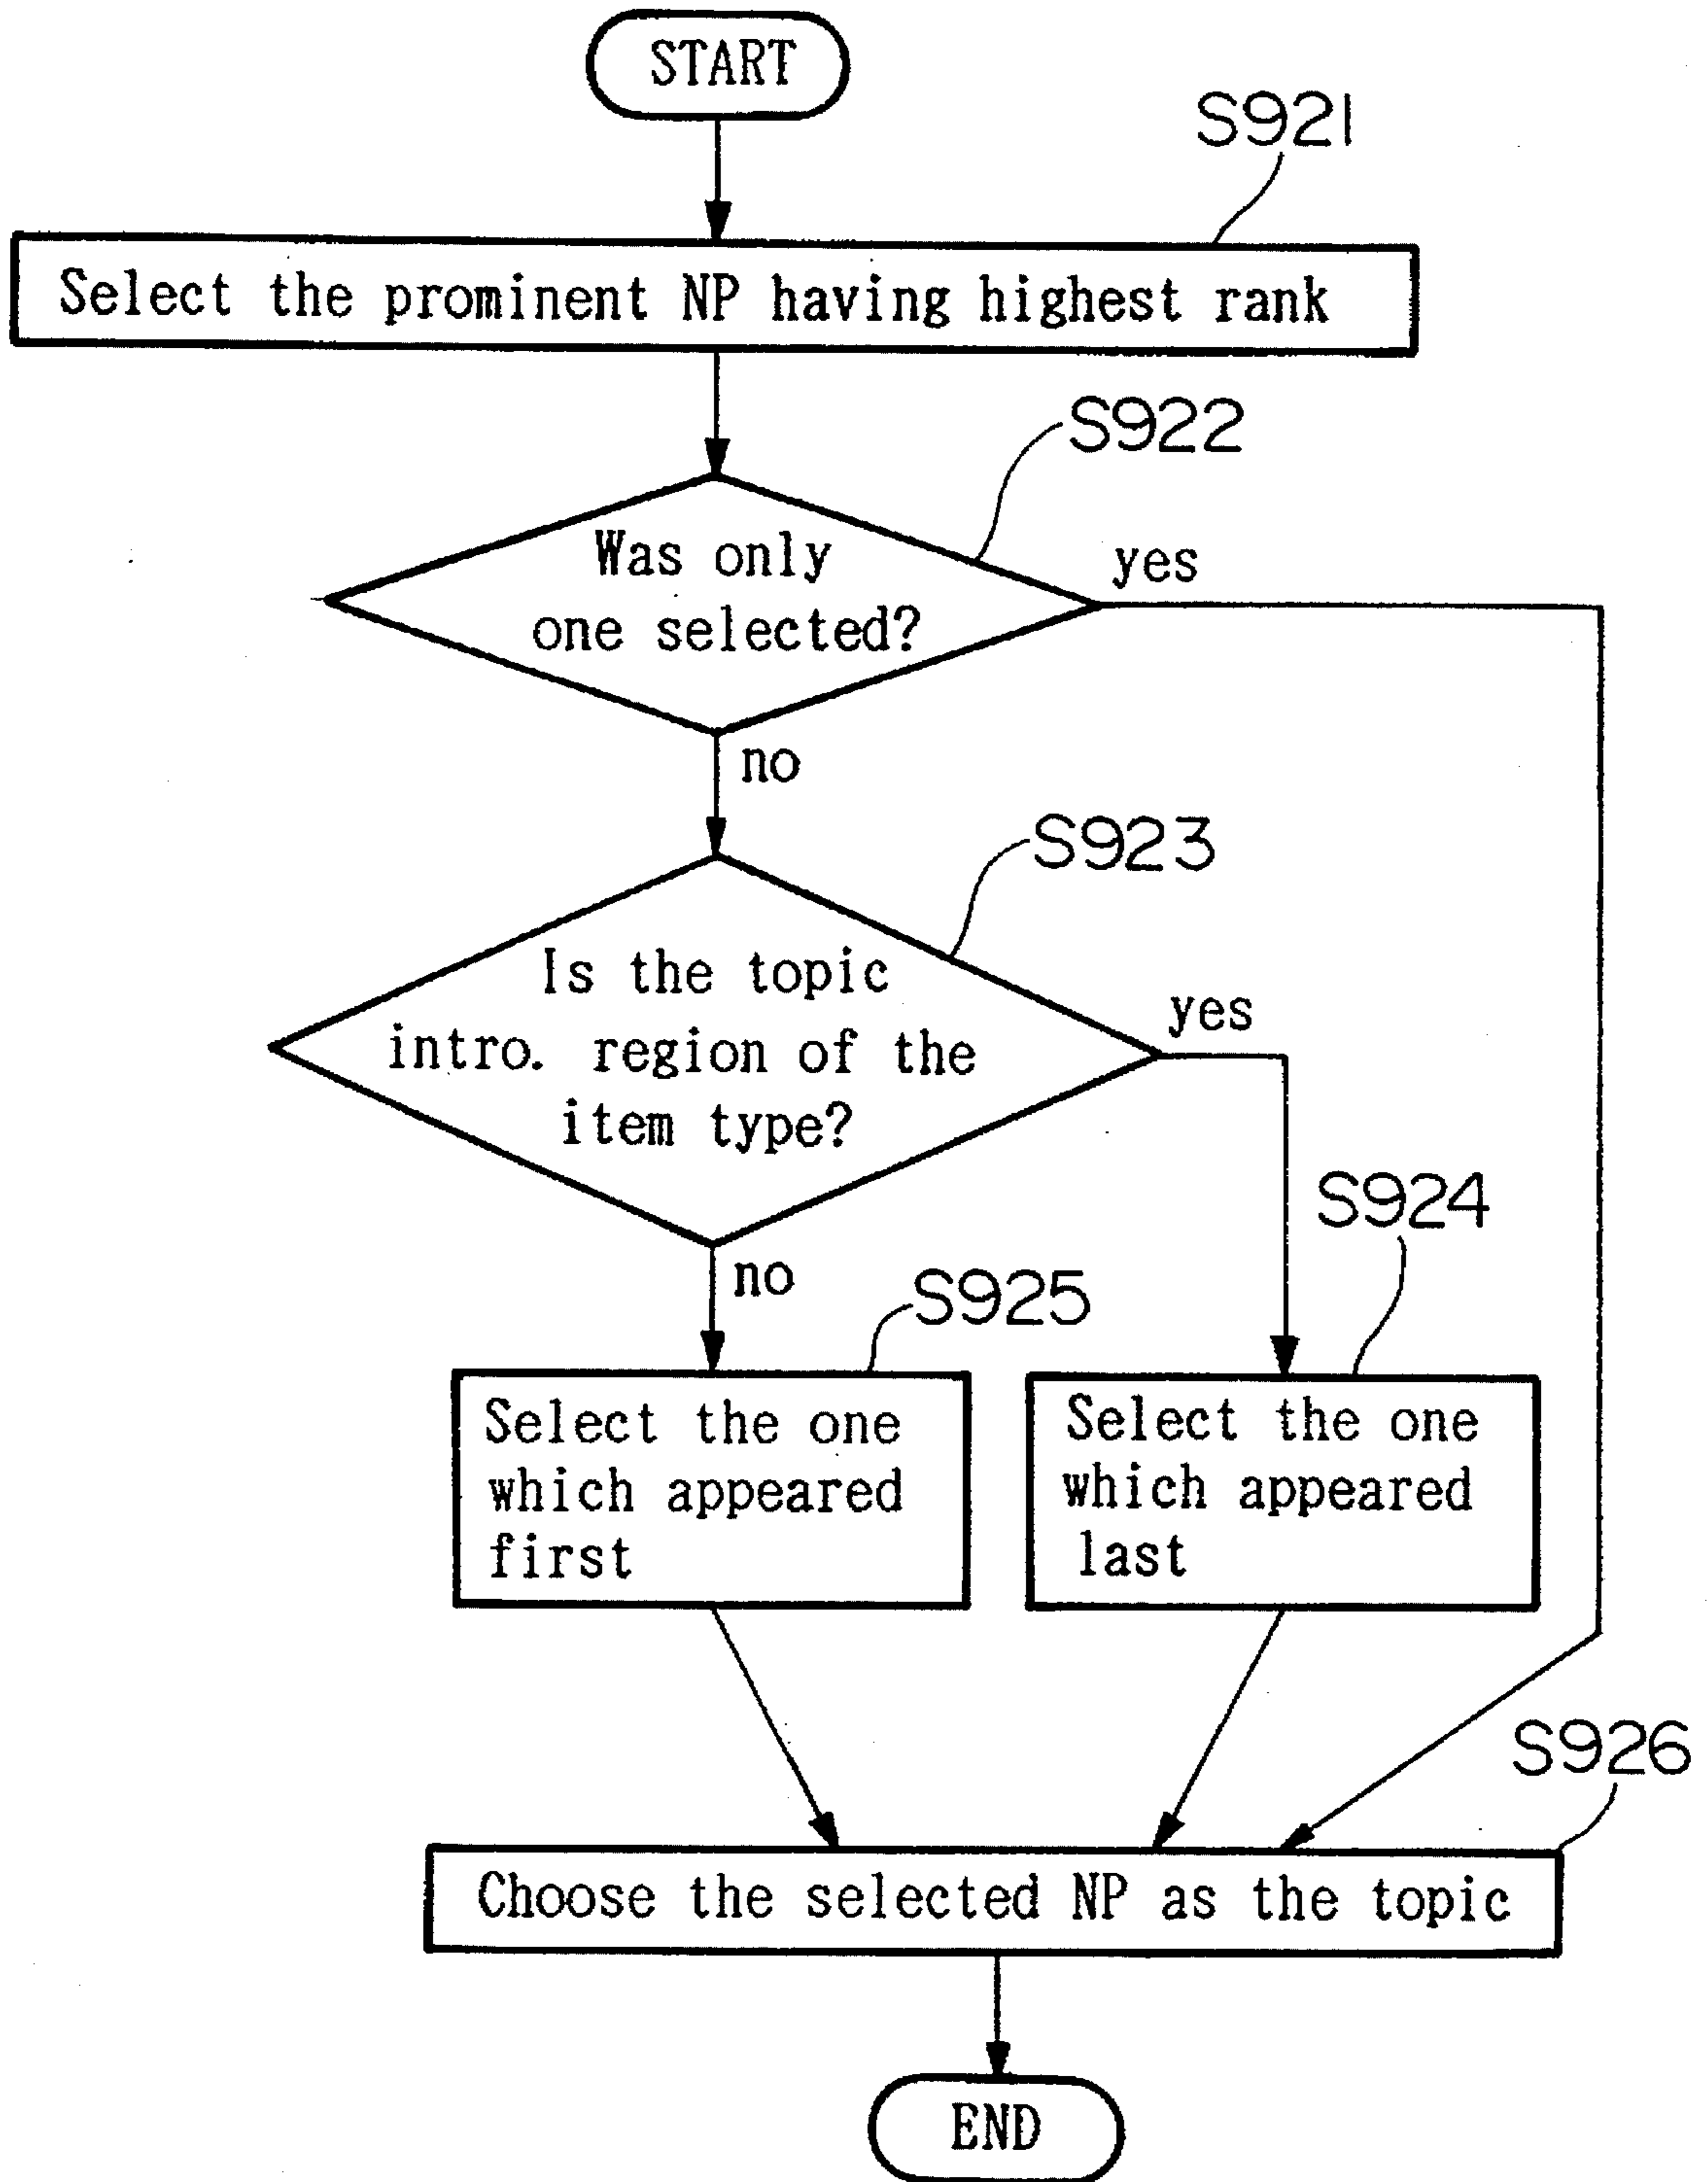 START
S921
Select the prominent NP having highest rank
S922
Was only
one selected?
yes
no
S923
Is the topic
intro. region of the
item type?
yes
no
S924
S925
Select the one
which appeared
first
Select the one
which appeared
last
S926
Choose the selected NP as the topic
END